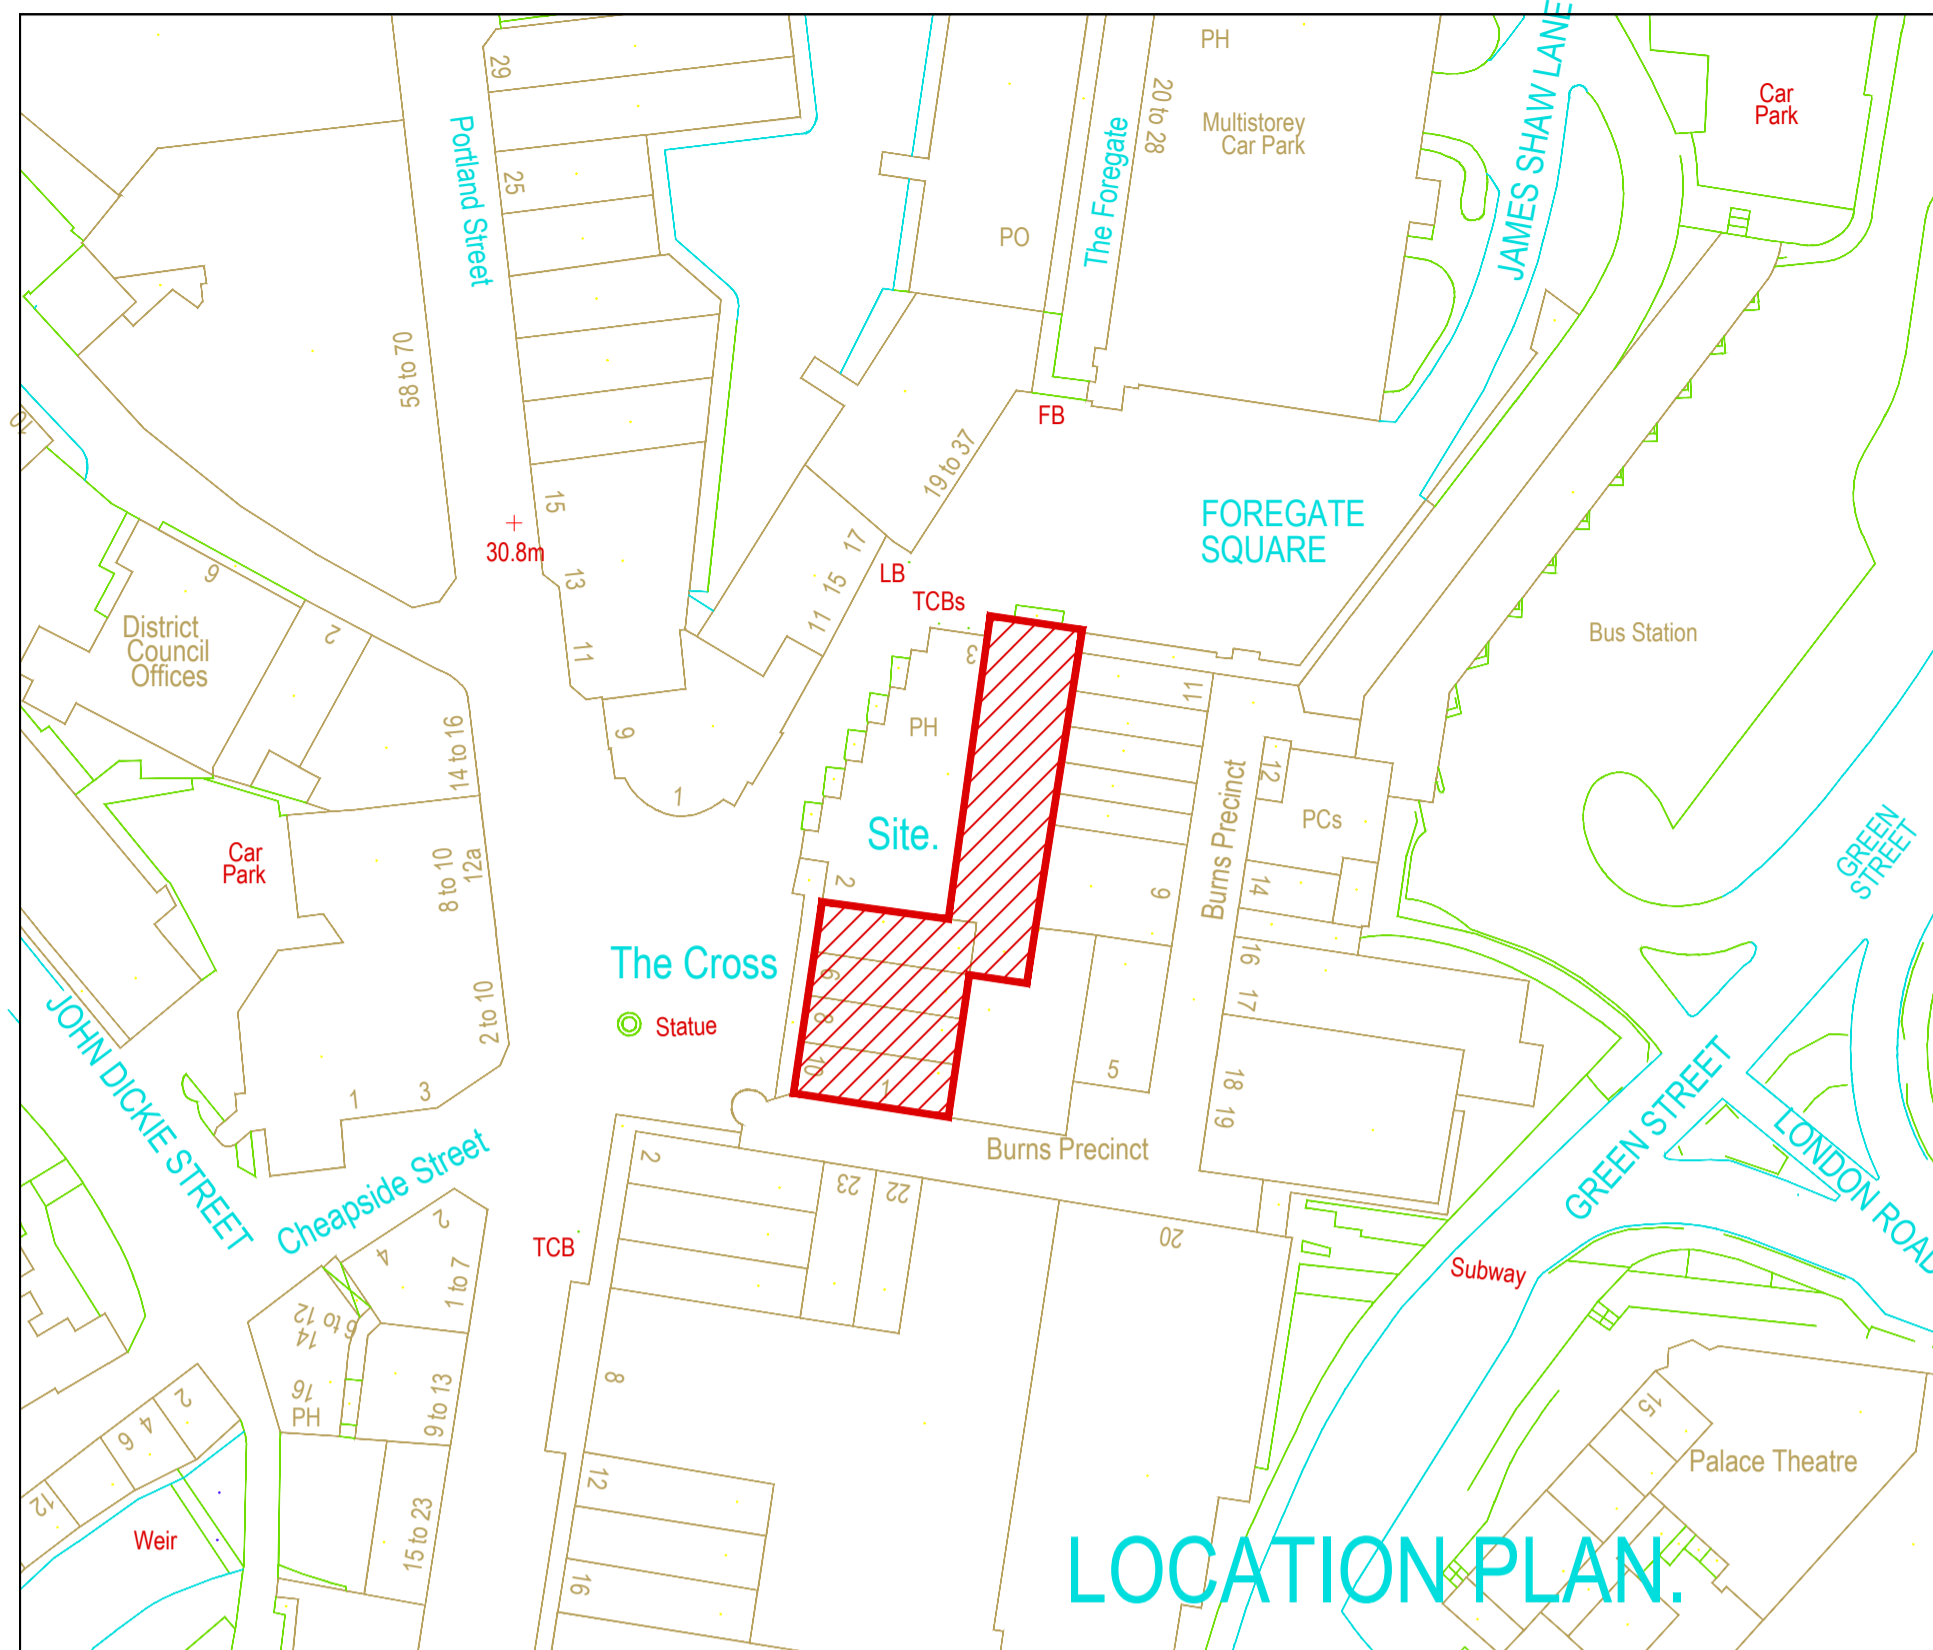 29
PH
JAMES SHAW LANE
Car
Park
Portland Street
25
20 to 28
Multistorey
Car Park
The Foregate
PO
58 to 70
10
FB
19 to 37
FOREGATE
SQUARE
15
30.8m
17
LB
TCBs
13
15
11
6
2
District
Council
Offices
11
3
Bus Station
14 to 16
9
1
PH
11
12
PCs
Burns Precinct
Site.
Car
Park
8 to 10
12a
2
9
14
GREEN
STREET
The Cross
6
16
17
Statue
8
10
1
5
18
19
2 to 10
JOHN DICKIE STREET
1
3
GREEN STREET
LONDON ROAD
Cheapside Street
Burns Precinct
2
23
22
20
TCB
2
4
1 to 7
6 to 12
14
16
PH
Subway
8
9 to 13
2
4
6
12
15
Palace Theatre
12
Weir
15 to 23
16
LOCATION PLAN.